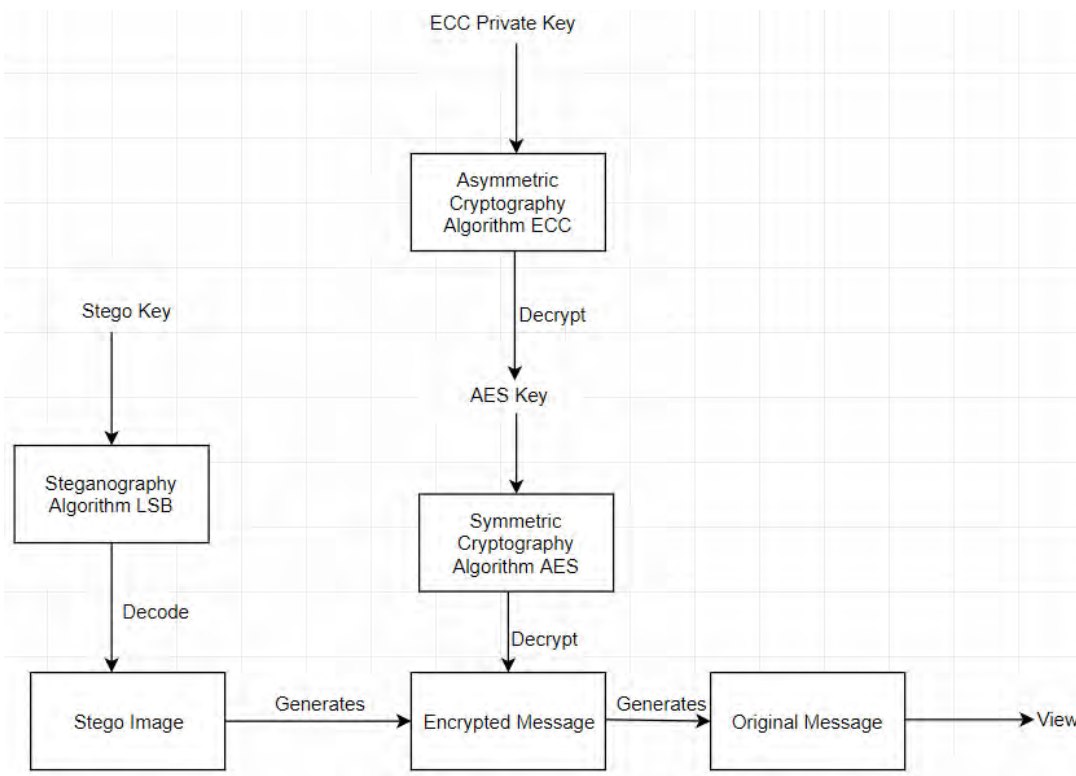 ECC Private Key
Asymmetric
Cryptography
Algorithm ECC
Stego Key
Decrypt
AES Key
Steganography
Algorithm LSB
Symmetric
Cryptography
Algorithm AES
Decode
Decrypt
Stego Image
Generates
Encrypted Message
Generates
Original Message
View